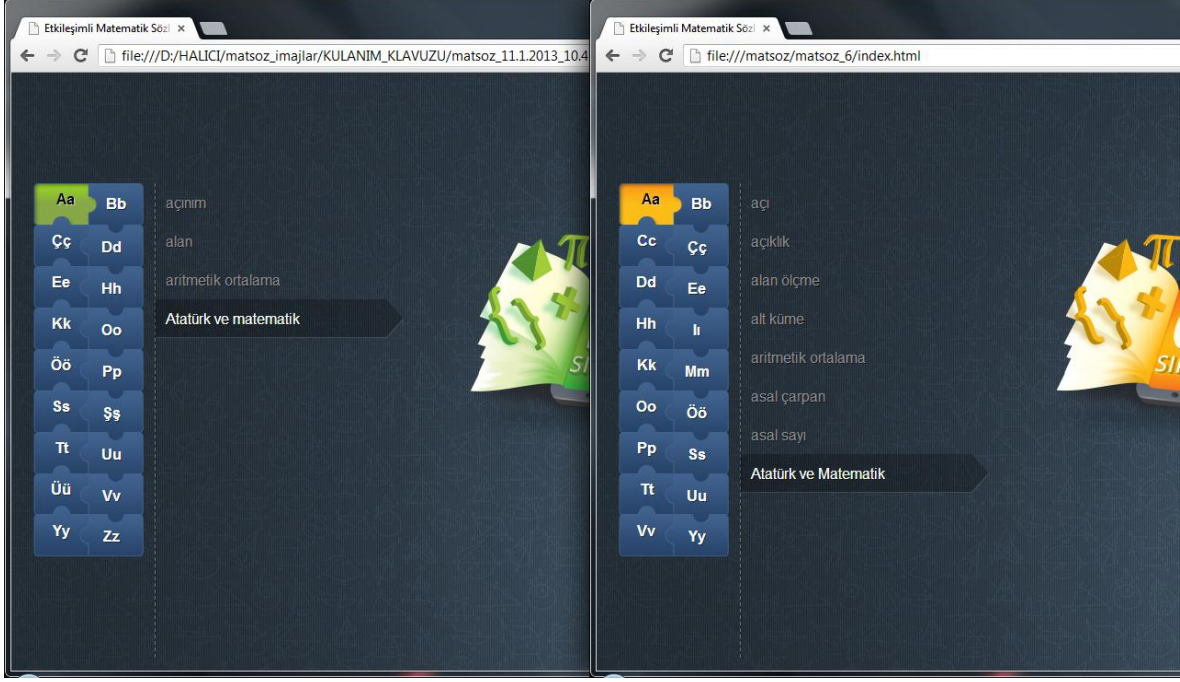 Etkileşimli Matematik Söz
file:///D:/HALICI/matsoz_imajlar/KULANIM_KLAVUZU/matsoz_11.1.2013_10.4
Aa Bb
Çç Dd
Ee Hh
Kk Oo
Öö Pp
Ss Şş
Tt Uu
Üü Vv
Yy Zz
açınım
alan
aritmetik ortalama
Atatürk ve matematik
π
{} +
SI
Etkileşimli Matematik Söz
file:///matsoz/matsoz_6/index.html
Aa Bb
Cc Çç
Dd Ee
Hh Iı
Kk Mm
Oo Öö
Pp Ss
Tt Uu
Vv Yy
açı
açıklık
alan ölçme
alt küme
aritmetik ortalama
asal çarpan
asal sayı
Atatürk ve Matematik
π
{} +
SI